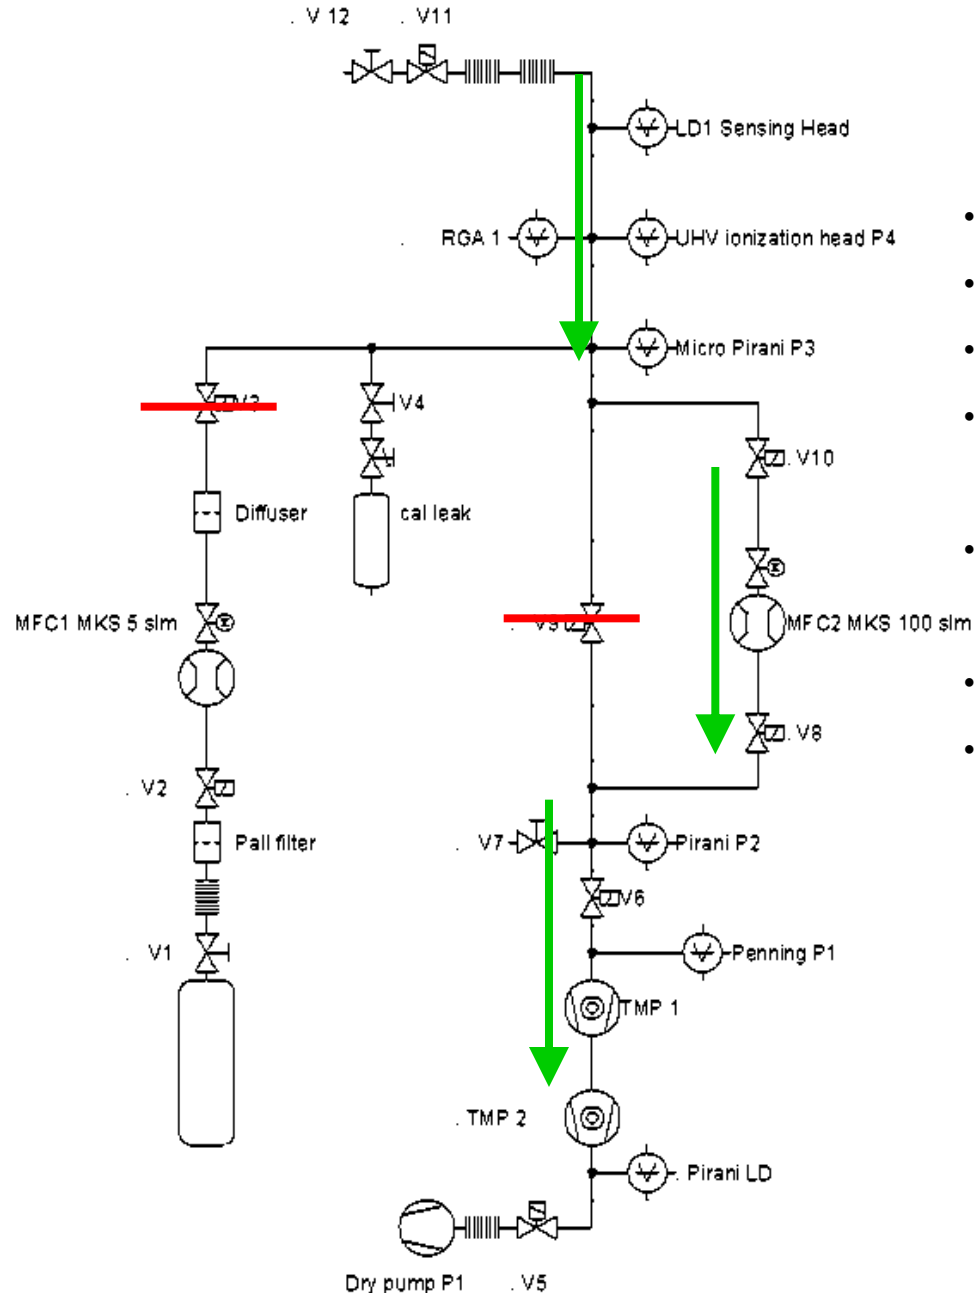 . V 12 . V11
LD1 Sensing Head
. RGA 1 UHV ionization head P4
Micro Pirani P3
V3 V4
. V10
Diffuser cal leak
MFC1 MKS 5 slm . V9 MFC2 MKS 100 slm
. V8
. V2
Pall filter . V7 Pirani P2
V6
. V1 Penning P1
TMP 1
. TMP 2
. Pirani LD
Dry pump P1 . V5